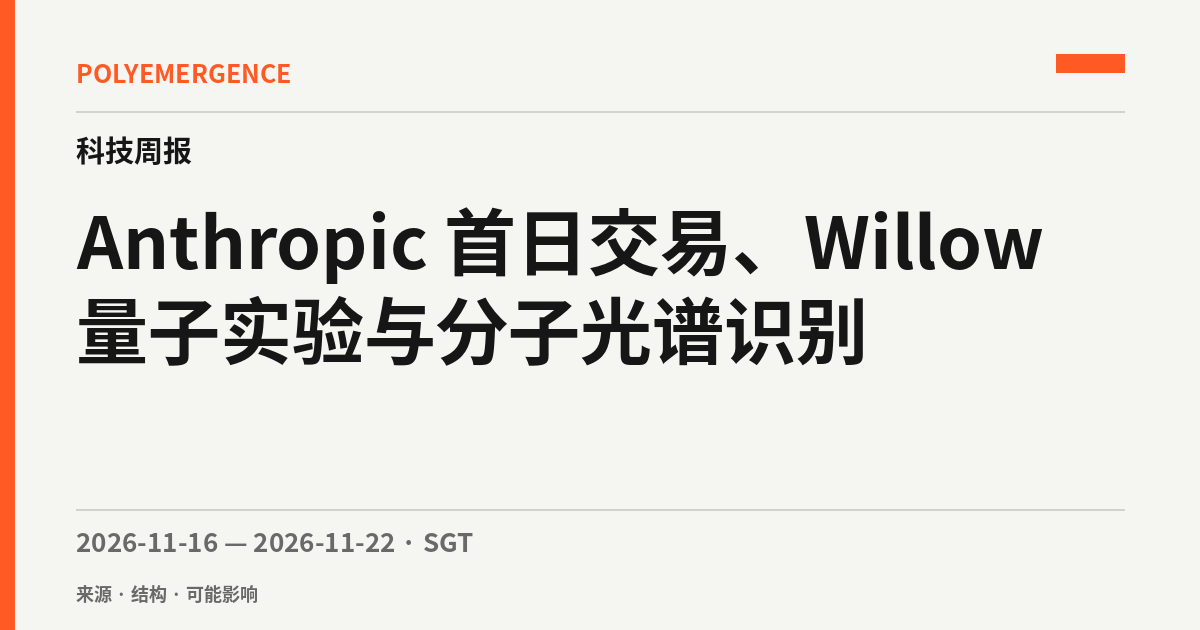 POLYEMERGENCE
科技周报
Anthropic 首日交易、Willow
量子实验与分子光谱识别
2026-11-16 — 2026-11-22 · SGT
来源 · 结构 · 可能影响